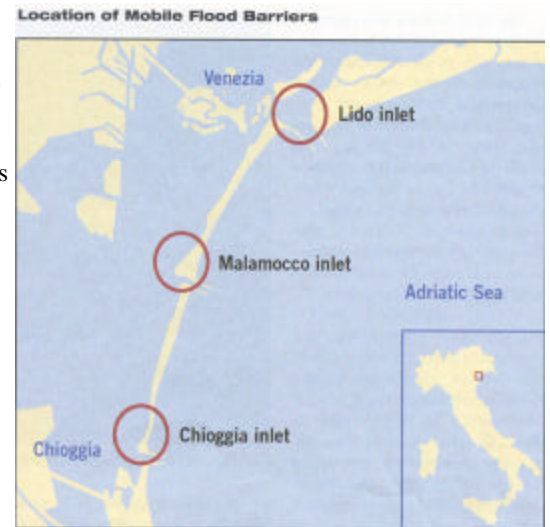 Location of Mobile Flood Barriers
Venezia
Lido inlet
s
Malamocco inlet
Adriatic Sea
Chioggia inlet
Chioggia